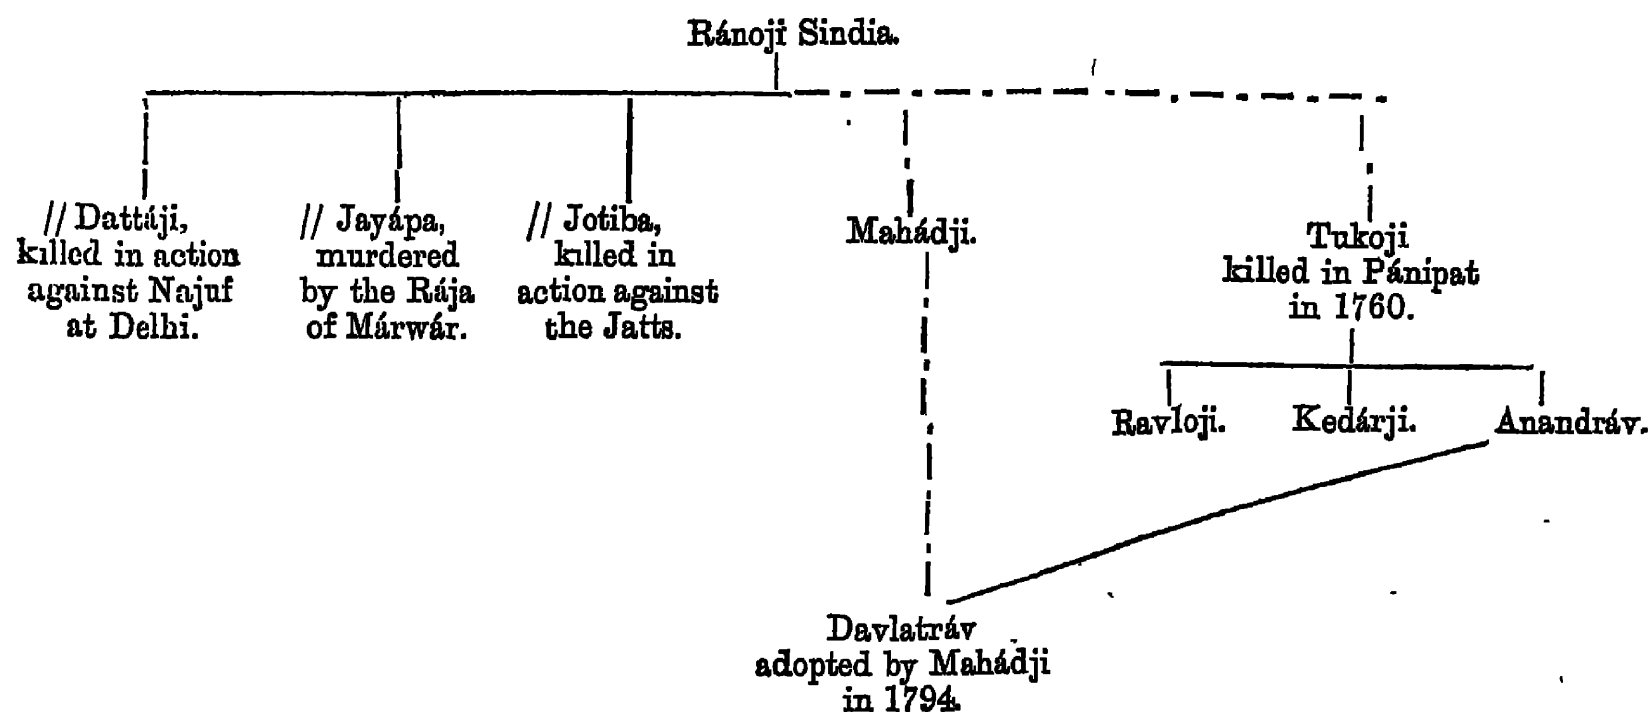 Ránoji Sindia.
// Dattáji,
killed in action
against Najuf
at Delhi.
// Jayápa,
murdered
by the Rája
of Márwár.
// Jotiba,
killed in
action against
the Jatts.
Mahádji.
Tukoji
killed in Pánipat
in 1760.
Ravloji.
Kedárji.
Anandráv.
Davlatráv
adopted by Mahádji
in 1794.